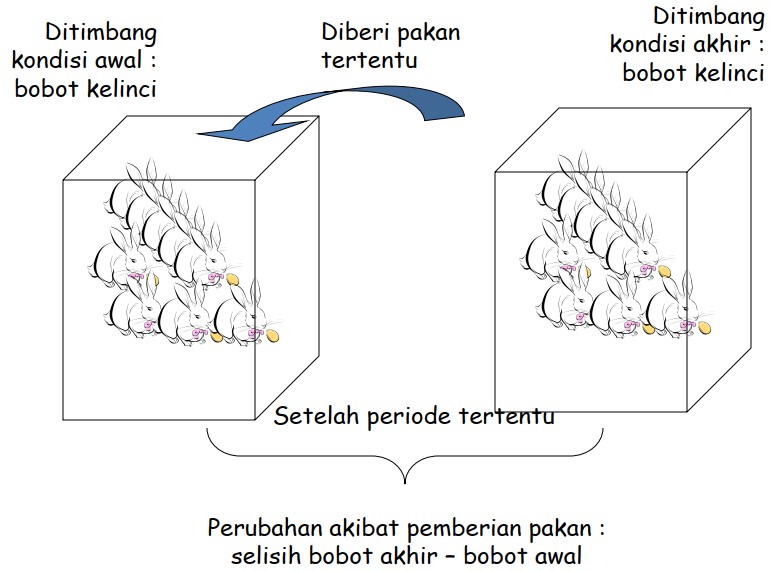 Ditimbang
kondisi awal :
bobot kelinci
Diberi pakan
tertentu
Ditimbang
kondisi akhir :
bobot kelinci
Setelah periode tertentu
Perubahan akibat pemberian pakan :
selisih bobot akhir – bobot awal